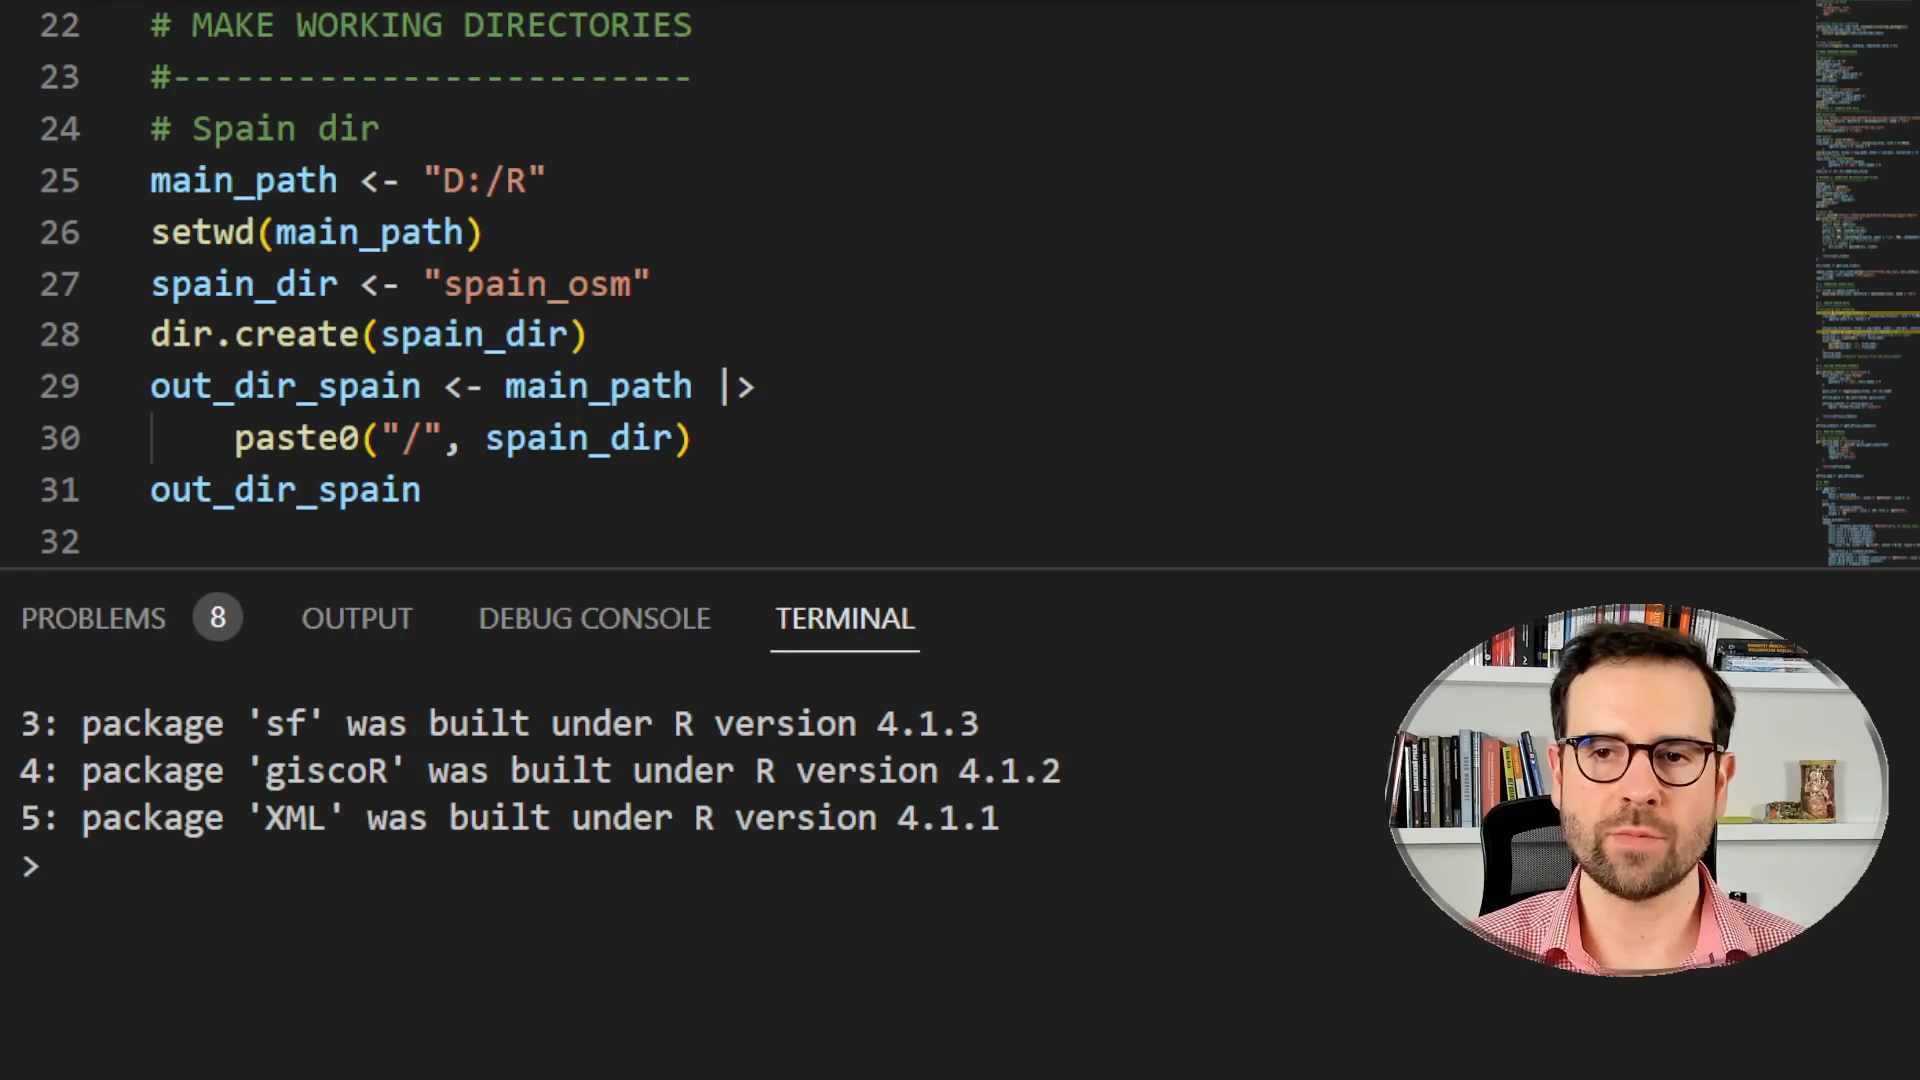 22 # MAKE WORKING DIRECTORIES
23 #-------------------------
24 # Spain dir
25 main_path <- "D:/R"
26 setwd(main_path)
27 spain_dir <- "spain_osm"
28 dir.create(spain_dir)
29 out_dir_spain <- main_path |>
30 paste0("/", spain_dir)
31 out_dir_spain
32
PROBLEMS 8 OUTPUT DEBUG CONSOLE TERMINAL
3: package 'sf' was built under R version 4.1.3
4: package 'giscoR' was built under R version 4.1.2
5: package 'XML' was built under R version 4.1.1
>